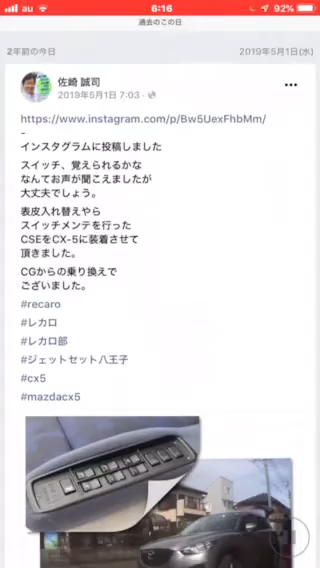 au 6:16 92%
過去のこの日
2年前の今日 2019年5月1日(水)
佐崎 誠司
2019年5月1日 7:03
https://www.instagram.com/p/Bw5UexFhbMm/
-
インスタグラムに投稿しました
スイッチ、覚えられるかな
なんてお声が聞こえましたが
大丈夫でしょう。
表皮入れ替えやら
スイッチメンテを行った
CSEをCX-5に装着させて
頂きました。
CGからの乗り換えで
ございました。
#recaro
#レカロ
#レカロ部
#ジェットセット八王子
#cx5
#mazdacx5